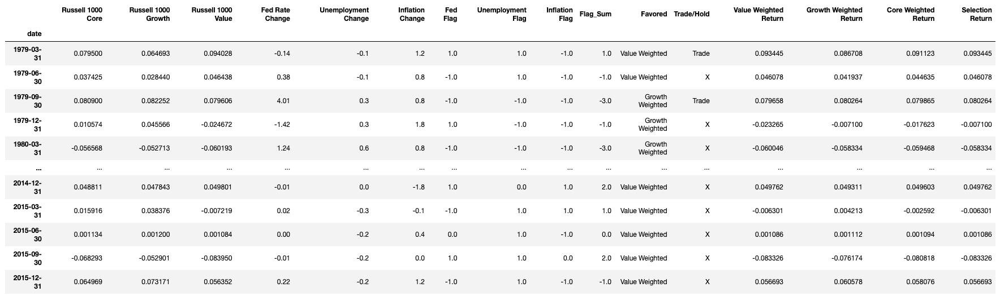 Russell 1000 Core Russell 1000 Growth Russell 1000 Value Fed Rate Change Unemployment Change Inflation Change Fed Flag Unemployment Flag Inflation Flag Flag_Sum Favored Trade/Hold Value Weighted Return Growth Weighted Return Core Weighted Return Selection Return
date
1979-03-31 0.079500 0.064693 0.094028 -0.14 -0.1 1.2 1.0 1.0 -1.0 1.0 Value Weighted Trade 0.093445 0.086708 0.091123 0.093445
1979-06-30 0.037425 0.028440 0.046438 0.38 -0.1 0.8 -1.0 1.0 -1.0 -1.0 Value Weighted X 0.046078 0.041937 0.044635 0.046078
1979-09-30 0.080900 0.082252 0.079606 4.01 0.3 0.8 -1.0 -1.0 -1.0 -3.0 Growth Weighted Trade 0.079658 0.080264 0.079865 0.080264
1979-12-31 0.010574 0.045566 -0.024672 -1.42 0.3 1.8 1.0 -1.0 -1.0 -1.0 Growth Weighted X -0.023265 -0.007100 -0.017623 -0.007100
1980-03-31 -0.056568 -0.052713 -0.060193 1.24 0.6 0.8 -1.0 -1.0 -1.0 -3.0 Growth Weighted X -0.060046 -0.058334 -0.059468 -0.058334
... ... ... ... ... ... ... ... ... ... ... ... ... ... ... ... ...
2014-12-31 0.048811 0.047843 0.049801 -0.01 0.0 -1.8 1.0 0.0 1.0 2.0 Value Weighted X 0.049762 0.049311 0.049603 0.049762
2015-03-31 0.015916 0.038376 -0.007219 0.02 -0.3 -0.1 -1.0 1.0 1.0 1.0 Value Weighted X -0.006301 0.004213 -0.002592 -0.006301
2015-06-30 0.001134 0.001200 0.001084 0.00 -0.2 0.4 0.0 1.0 -1.0 0.0 Value Weighted X 0.001086 0.001112 0.001094 0.001086
2015-09-30 -0.068293 -0.052901 -0.083950 -0.01 -0.2 0.0 1.0 1.0 0.0 2.0 Value Weighted X -0.083326 -0.076174 -0.080818 -0.083326
2015-12-31 0.064969 0.073171 0.056352 0.22 -0.2 1.2 -1.0 1.0 -1.0 -1.0 Value Weighted X 0.056693 0.060578 0.058076 0.056693